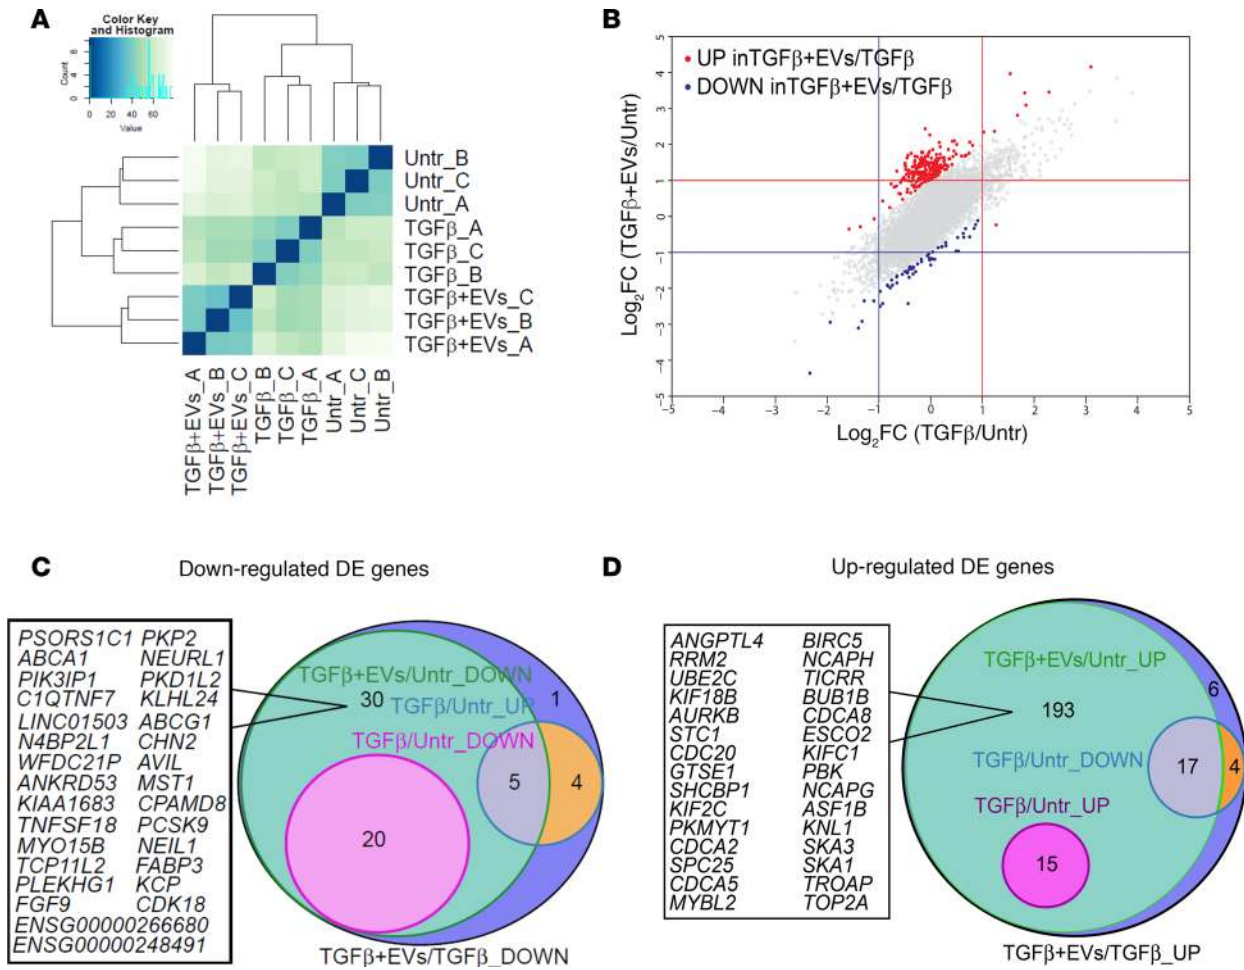 A
Color Key
and Histogram
Count
0 4 8
0 20 40 60
Value
Untr_B
Untr_C
Untr_A
TGFβ_A
TGFβ_C
TGFβ_B
TGFβ+EVs_C
TGFβ+EVs_B
TGFβ+EVs_A
TGFβ+EVs_A
TGFβ+EVs_B
TGFβ+EVs_C
TGFβ_B
TGFβ_C
TGFβ_A
Untr_A
Untr_C
Untr_B
B
UP inTGFβ+EVs/TGFβ
DOWN inTGFβ+EVs/TGFβ
Log2FC (TGFβ+EVs/Untr)
5
4
3
2
1
0
−1
−2
−3
−4
−5
−5 −4 −3 −2 −1 0 1 2 3 4 5
Log2FC (TGFβ/Untr)
C
Down-regulated DE genes
PSORS1C1 PKP2
ABCA1 NEURL1
PIK3IP1 PKD1L2
C1QTNF7 KLHL24
LINC01503 ABCG1
N4BP2L1 CHN2
WFDC21P AVIL
ANKRD53 MST1
KIAA1683 CPAMD8
TNFSF18 PCSK9
MYO15B NEIL1
TCP11L2 FABP3
PLEKHG1 KCP
FGF9 CDK18
ENSG00000266680
ENSG00000248491
TGFβ+EVs/Untr_DOWN
30
1
TGFβ/Untr_UP
TGFβ/Untr_DOWN
5
4
20
TGFβ+EVs/TGFβ_DOWN
D
Up-regulated DE genes
ANGPTL4 BIRC5
RRM2 NCAPH
UBE2C TICRR
KIF18B BUB1B
AURKB CDCA8
STC1 ESCO2
CDC20 KIFC1
GTSE1 PBK
SHCBP1 NCAPG
KIF2C ASF1B
PKMYT1 KNL1
CDCA2 SKA3
SPC25 SKA1
CDCA5 TROAP
MYBL2 TOP2A
TGFβ+EVs/Untr_UP
6
193
TGFβ/Untr_DOWN
17
4
TGFβ/Untr_UP
15
TGFβ+EVs/TGFβ_UP